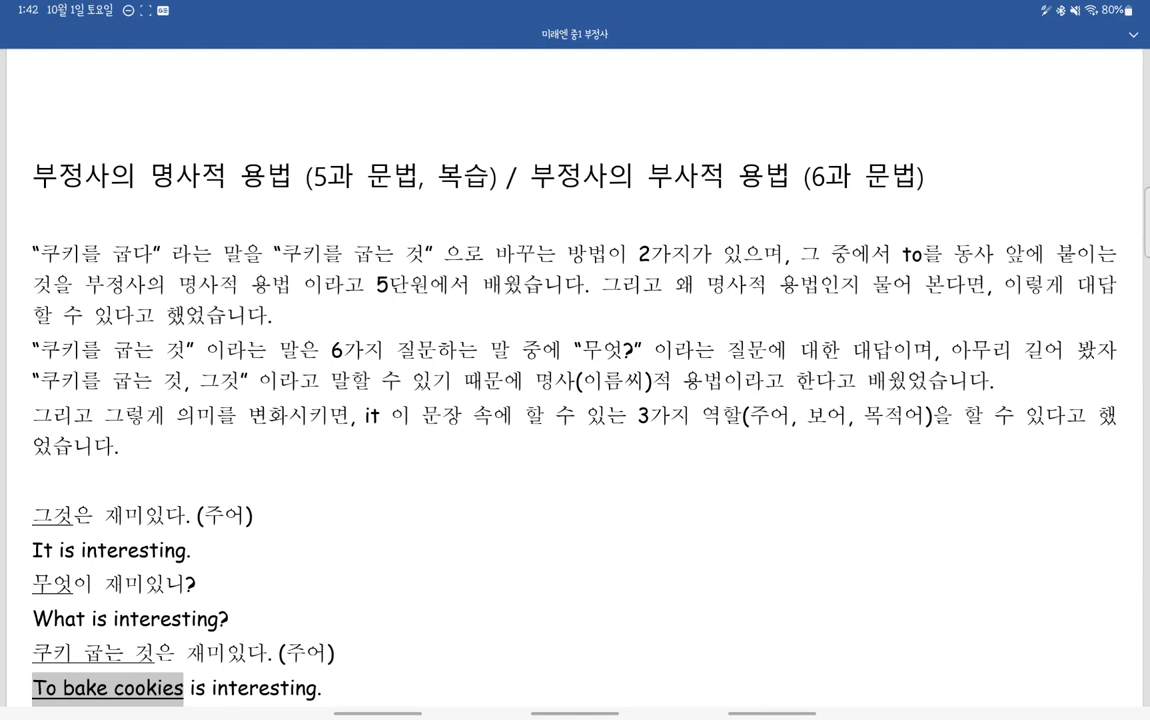 1:42 10월 1일 토요일
80%
미래엔 중1 부정사
부정사의 명사적 용법 (5과 문법, 복습) / 부정사의 부사적 용법 (6과 문법)
“쿠키를 굽다” 라는 말을 “쿠키를 굽는 것” 으로 바꾸는 방법이 2가지가 있으며, 그 중에서 to를 동사 앞에 붙이는
것을 부정사의 명사적 용법 이라고 5단원에서 배웠습니다. 그리고 왜 명사적 용법인지 물어 본다면, 이렇게 대답
할 수 있다고 했었습니다.
“쿠키를 굽는 것” 이라는 말은 6가지 질문하는 말 중에 “무엇?” 이라는 질문에 대한 대답이며, 아무리 길어 봤자
“쿠키를 굽는 것, 그것” 이라고 말할 수 있기 때문에 명사(이름씨)적 용법이라고 한다고 배웠었습니다.
그리고 그렇게 의미를 변화시키면, it 이 문장 속에 할 수 있는 3가지 역할(주어, 보어, 목적어)을 할 수 있다고 했
었습니다.
그것은 재미있다. (주어)
It is interesting.
무엇이 재미있니?
What is interesting?
쿠키 굽는 것은 재미있다. (주어)
To bake cookies is interesting.